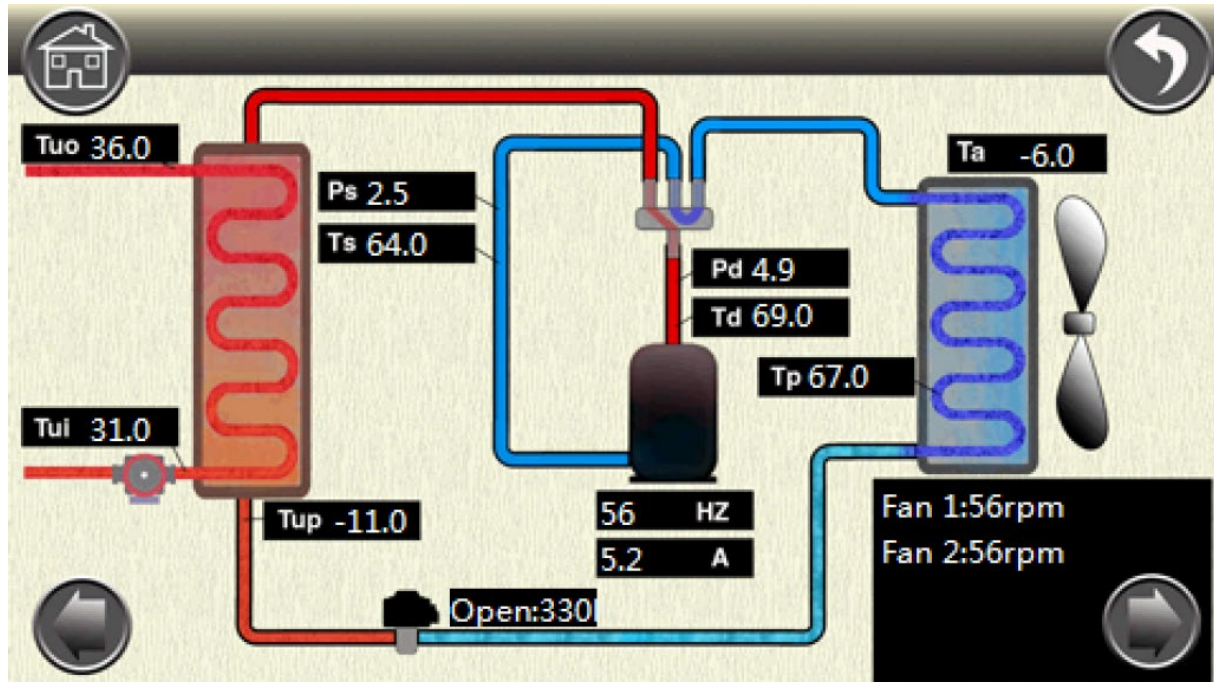 Tuo 36.0
Ta -6.0
Ps 2.5
Ts 64.0
Pd 4.9
Td 69.0
Tp 67.0
Tui 31.0
Tup -11.0
56 HZ
5.2 A
Fan 1:56rpm
Fan 2:56rpm
Open:330